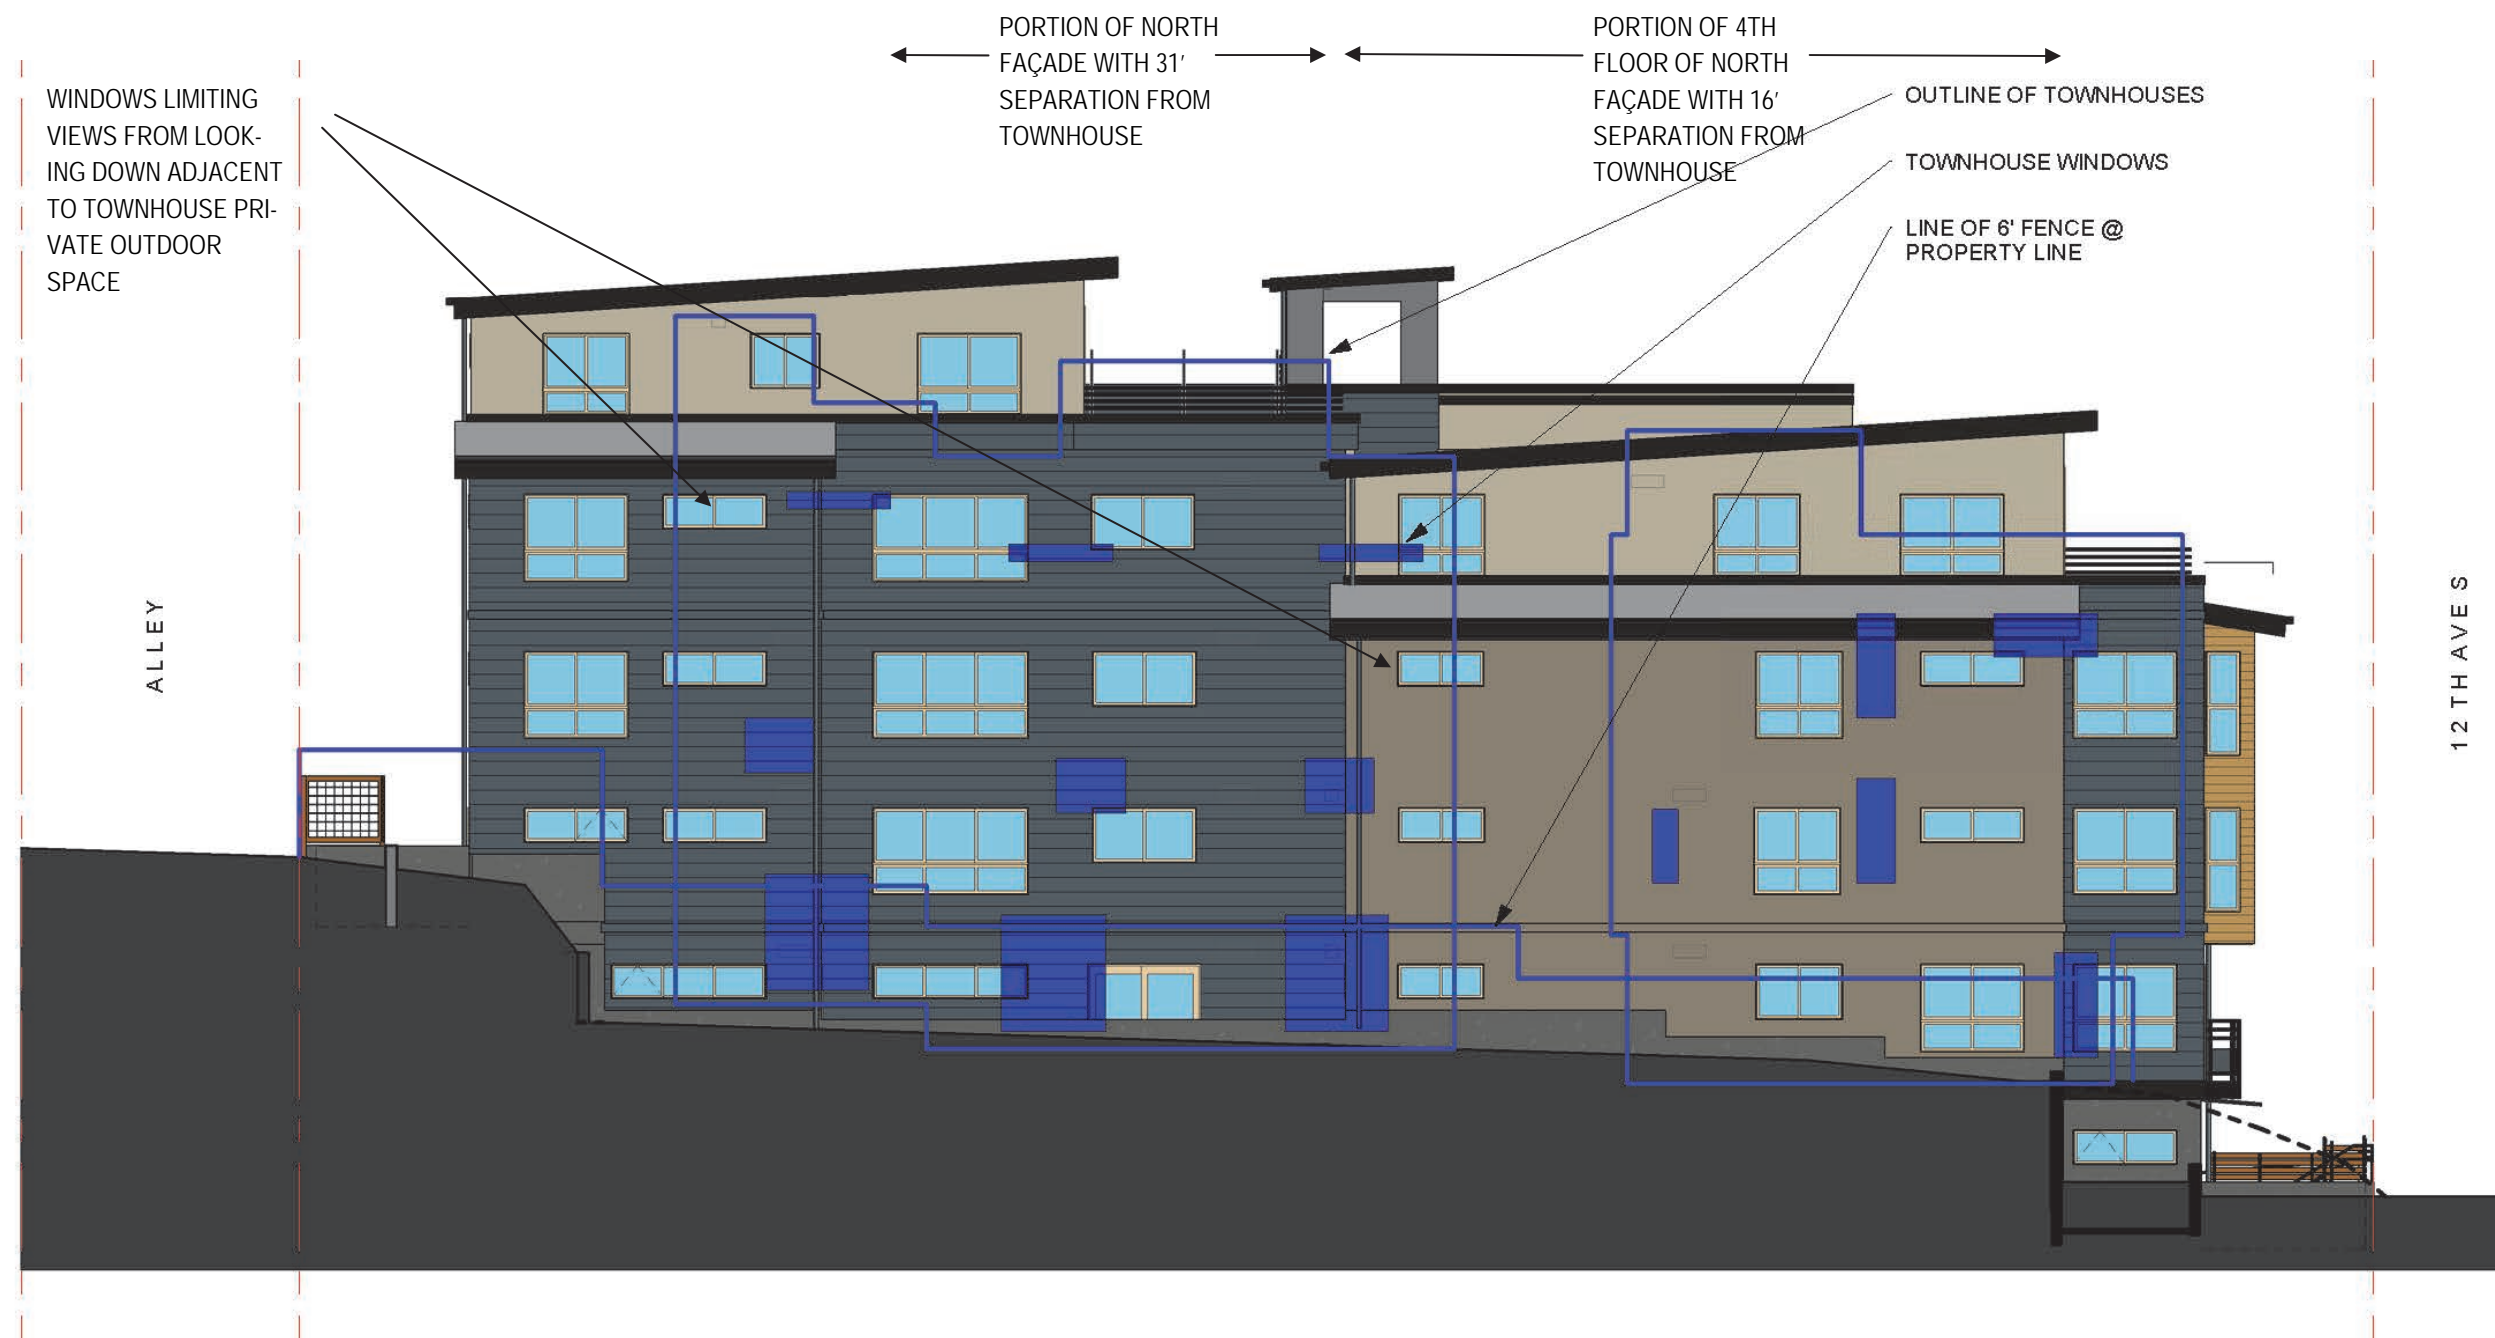 PORTION OF NORTH
FAÇADE WITH 31′
SEPARATION FROM
TOWNHOUSE
PORTION OF 4TH
FLOOR OF NORTH
FAÇADE WITH 16′
SEPARATION FROM
TOWNHOUSE
WINDOWS LIMITING
VIEWS FROM LOOK-
ING DOWN ADJACENT
TO TOWNHOUSE PRI-
VATE OUTDOOR
SPACE
OUTLINE OF TOWNHOUSES
TOWNHOUSE WINDOWS
LINE OF 6' FENCE @
PROPERTY LINE
ALLEY
12TH AVE S